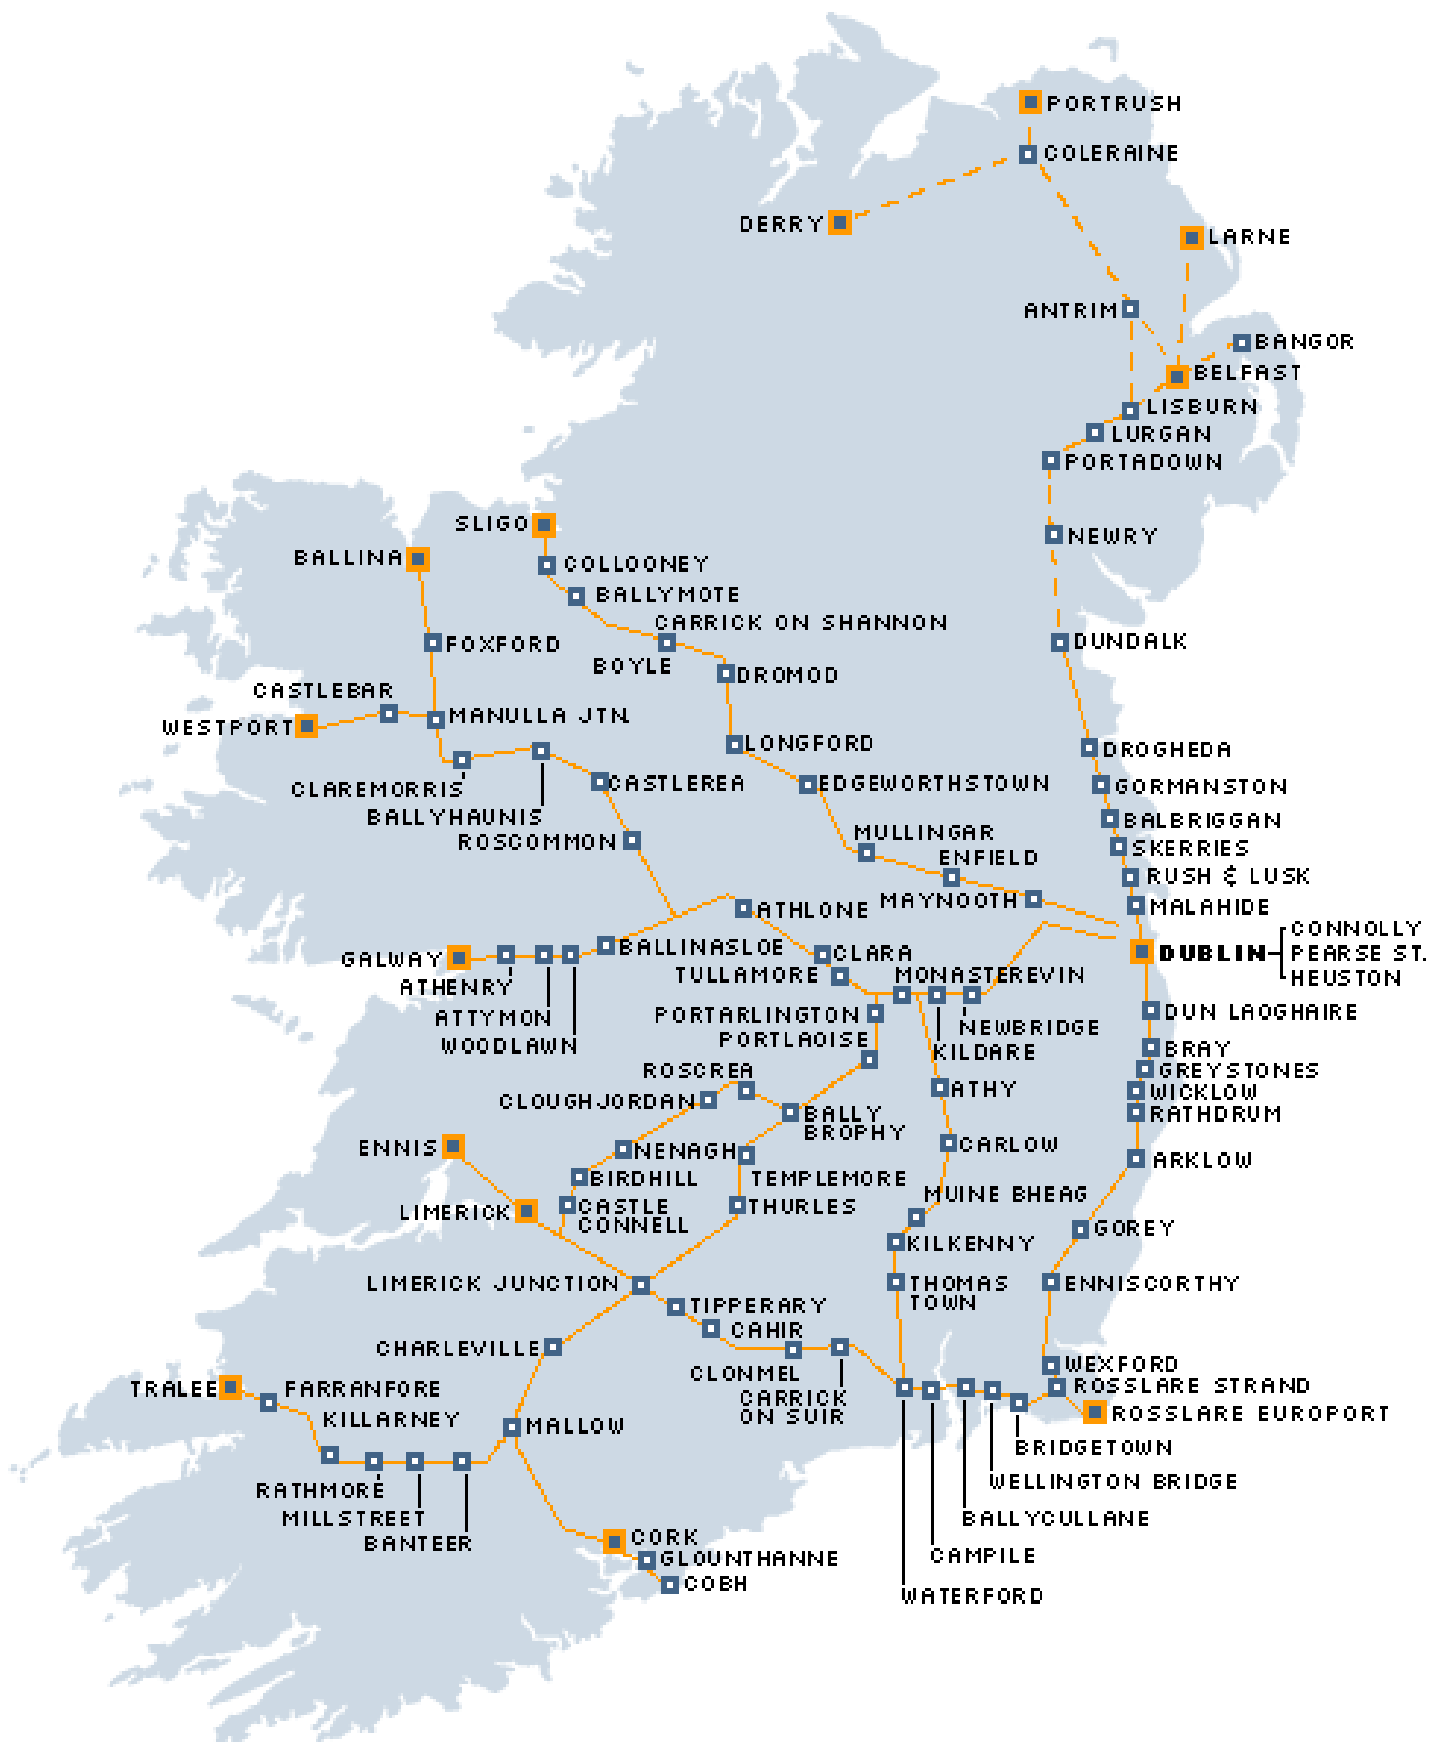 PORTRUSH
COLERAINE
DERRY
LARNE
ANTRIM
BANGOR
BELFAST
LISBURN
LURGAN
PORTADOWN
SLIGO
NEWRY
BALLINA
COLLOONEY
BALLYMOTE
CARRICK ON SHANNON
FOXFORD
DUNDALK
BOYLE
DROMOD
CASTLEBAR
MANULLA JTN.
WESTPORT
LONGFORD
DROGHEDA
CLAREMORRIS
CASTLEREA
EDGEWORTHSTOWN
GORMANSTON
BALLYHAUNIS
BALBRIGGAN
MULLINGAR
ROSCOMMON
SKERRIES
ENFIELD
RUSH & LUSK
MAYNOOTH
ATHLONE
MALAHIDE
CONNOLLY
BALLINASLOE
CLARA
DUBLIN
PEARSE ST.
GALWAY
TULLAMORE
MONASTEREVIN
HEUSTON
ATHENRY
ATTYMON
PORTARLINGTON
DUN LAOGHAIRE
NEWBRIDGE
WOODLAWN
PORTLAOISE
KILDARE
BRAY
ROSCREA
GREYSTONES
ATHY
WICKLOW
CLOUGHJORDAN
RATHDRUM
BALLY
BROPHY
ENNIS
NENAGH
CARLOW
ARKLOW
BIRDHILL
TEMPLEMORE
MUINE BHEAG
LIMERICK
CASTLE
CONNELL
THURLES
GOREY
KILKENNY
LIMERICK JUNCTION
THOMAS
TOWN
ENNISCORTHY
TIPPERARY
CAHIR
CHARLEVILLE
WEXFORD
CLONMEL
TRALEE
FARRANFORE
ROSSLARE STRAND
CARRICK
ON SUIR
ROSSLARE EUROPORT
KILLARNEY
MALLOW
BRIDGETOWN
RATHMORE
WELLINGTON BRIDGE
MILLSTREET
BALLYCULLANE
BANTEER
CORK
GLOUNTHANNE
CAMPILE
COBH
WATERFORD